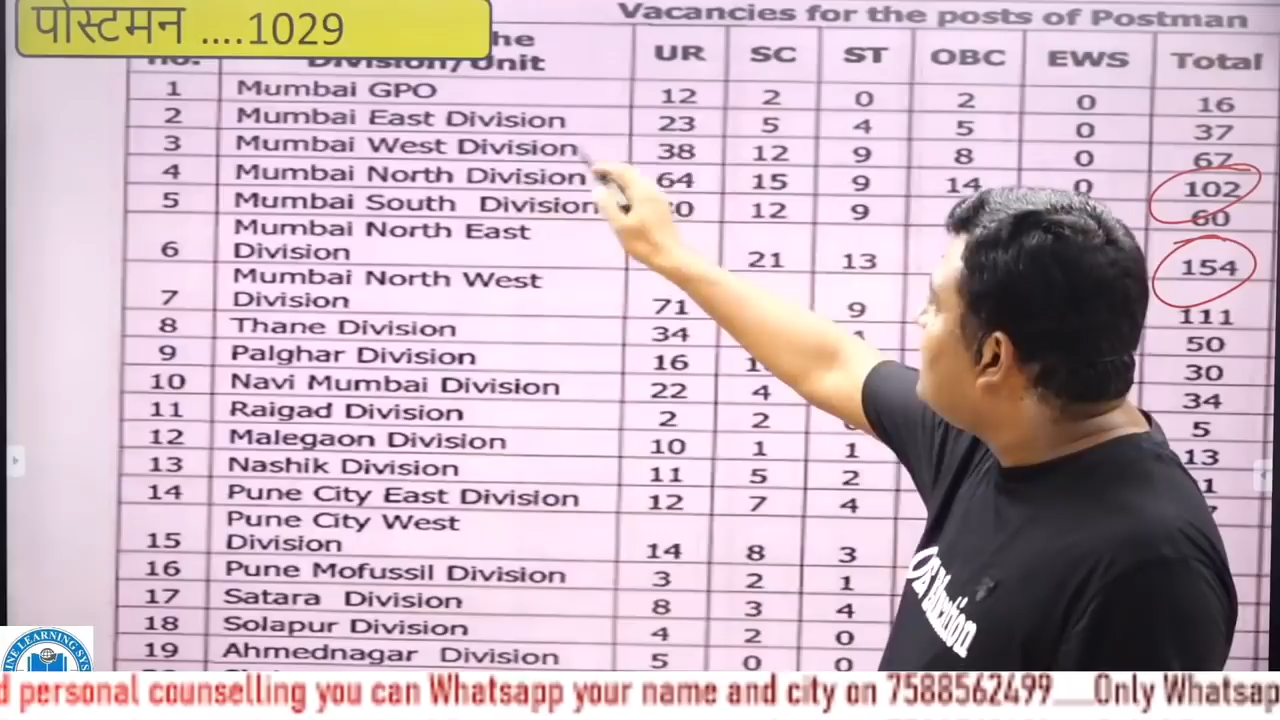 पोस्टमन ....1029
Vacancies for the posts of Postman
no. the Division/Unit UR SC ST OBC EWS Total
1 Mumbai GPO 12 2 0 2 0 16
2 Mumbai East Division 23 5 4 5 0 37
3 Mumbai West Division 38 12 9 8 0 67
4 Mumbai North Division 64 15 9 14 0 102
5 Mumbai South Division 12 9 60
6 Mumbai North East Division 21 13 154
7 Mumbai North West Division 71 9 111
8 Thane Division 34 50
9 Palghar Division 16 30
10 Navi Mumbai Division 22 4 34
11 Raigad Division 2 2 5
12 Malegaon Division 10 1 1 13
13 Nashik Division 11 5 2
14 Pune City East Division 12 7 4
15 Pune City West Division 14 8 3
16 Pune Mofussil Division 3 2 1
17 Satara Division 8 3 4
18 Solapur Division 4 2 0
19 Ahmednagar Division 5 0 0
personal counselling you can Whatsapp your name and city on 7588562499.....Only Whatsap